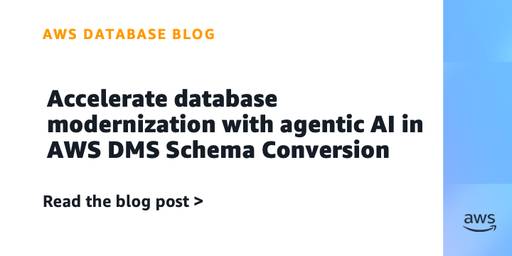 AWS DATABASE BLOG
Accelerate database
modernization with agentic AI in
AWS DMS Schema Conversion
Read the blog post >
aws